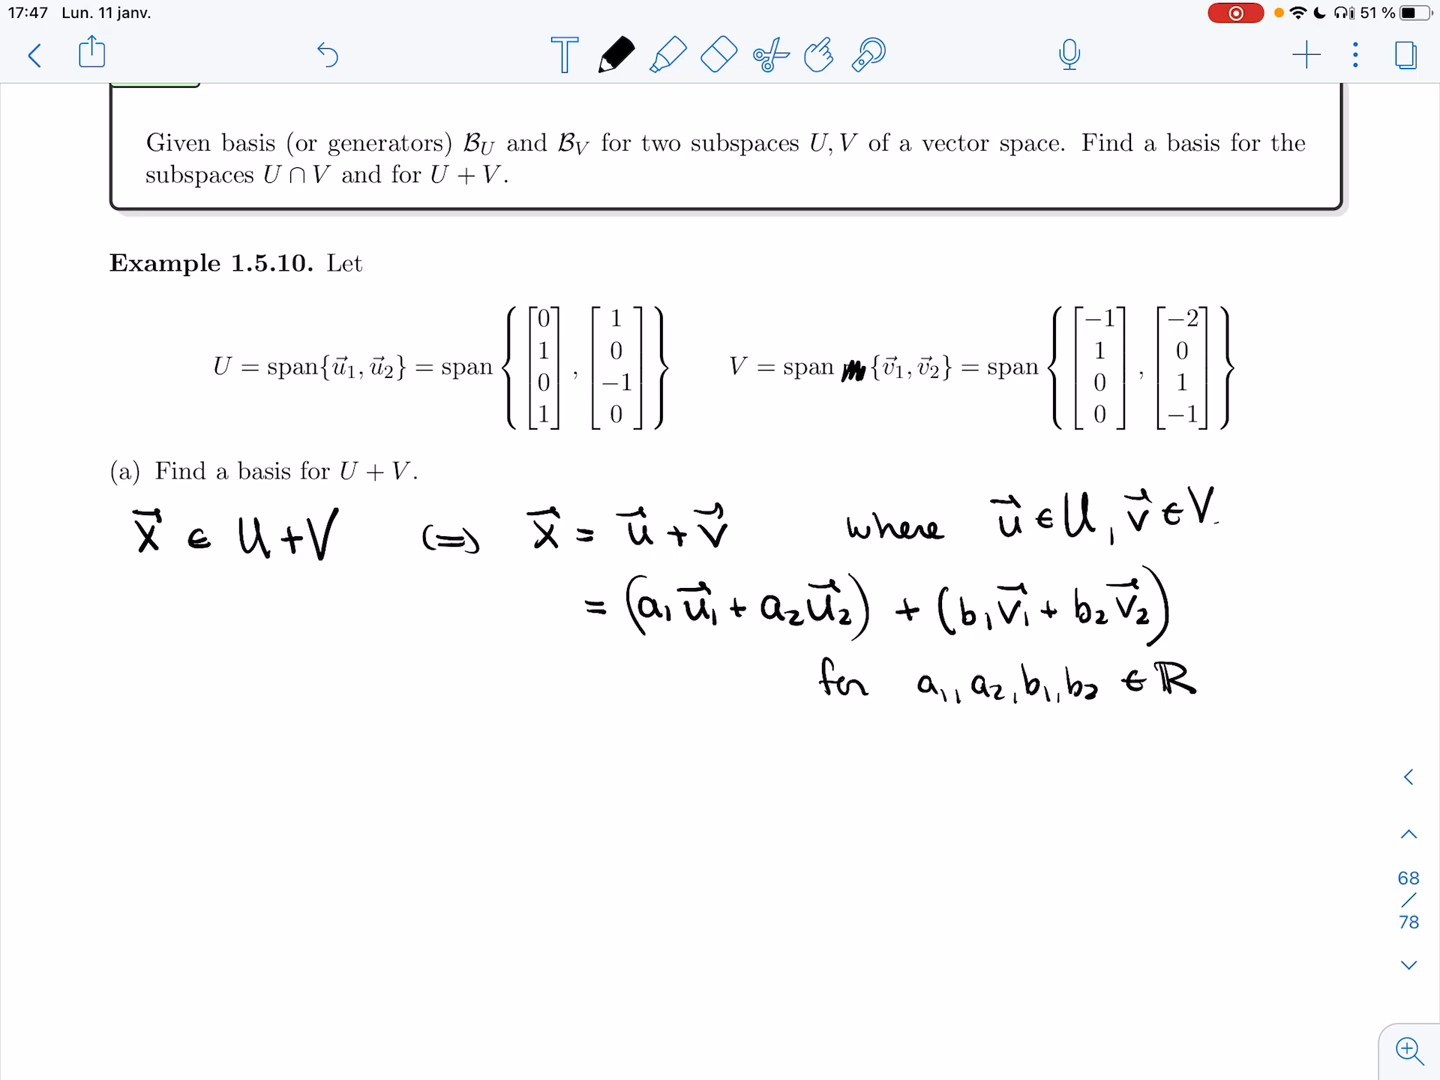 17:47 Lun. 11 janv. 51 %
T
Given basis (or generators) B_U and B_V for two subspaces U, V of a vector space. Find a basis for the
subspaces U ∩ V and for U + V.
Example 1.5.10. Let
U = span{u⃗₁, u⃗₂} = span { [0 1 0 1], [1 0 −1 0] } V = span {v⃗₁, v⃗₂} = span { [−1 1 0 0], [−2 0 1 −1] }
(a) Find a basis for U + V.
x⃗ ∈ U+V ⟺ x⃗ = u⃗ + v⃗ where u⃗ ∈ U, v⃗ ∈ V.
= (a₁u⃗₁ + a₂u⃗₂) + (b₁v⃗₁ + b₂v⃗₂)
for a₁, a₂, b₁, b₂ ∈ ℝ
68
/
78